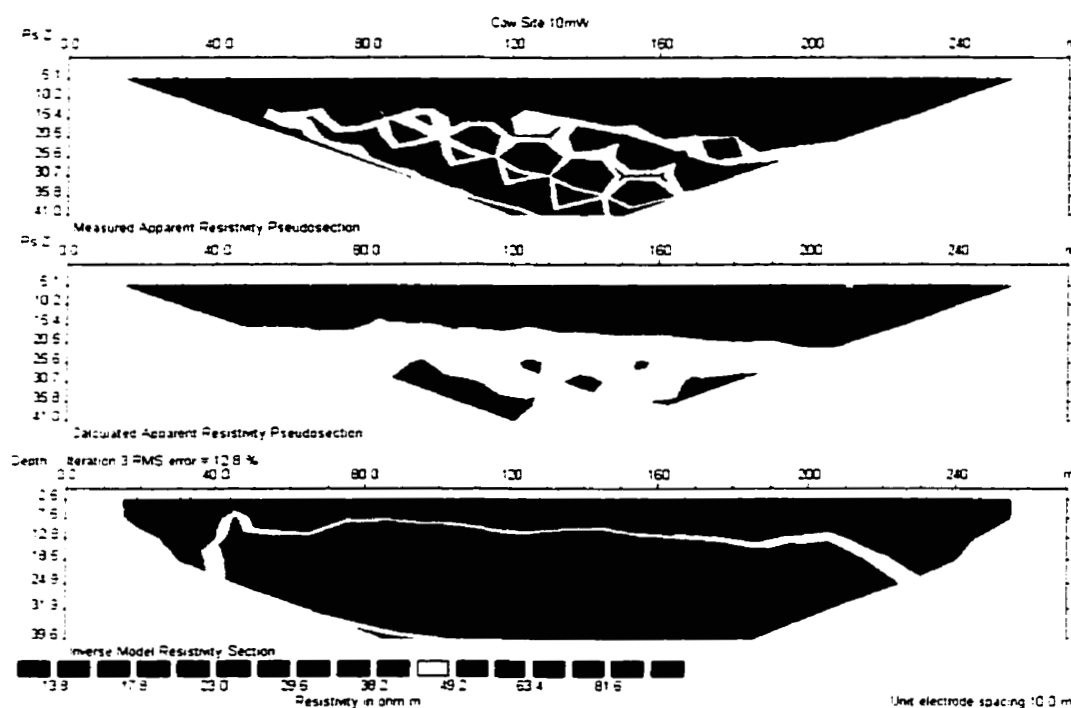 Caw Site 10mW
Ps.Z 0.0 40.0 80.0 120 160 200 240 m
5.1
10.2
15.4
20.5
25.6
30.7
35.8
41.0
Measured Apparent Resistivity Pseudosection
Ps.Z 0.0 40.0 80.0 120 160 200 240 m
5.1
10.2
15.4
20.5
25.6
30.7
35.8
41.0
Calculated Apparent Resistivity Pseudosection
Depth Iteration 3 RMS error = 12.8 %
0.0 40.0 80.0 120 160 200 240 m
12.8
18.5
24.9
31.9
39.6
Inverse Model Resistivity Section
13.8 17.8 23.0 29.6 38.2 49.2 63.4 81.6
Resistivity in ohm.m
Unit electrode spacing 10.0 m